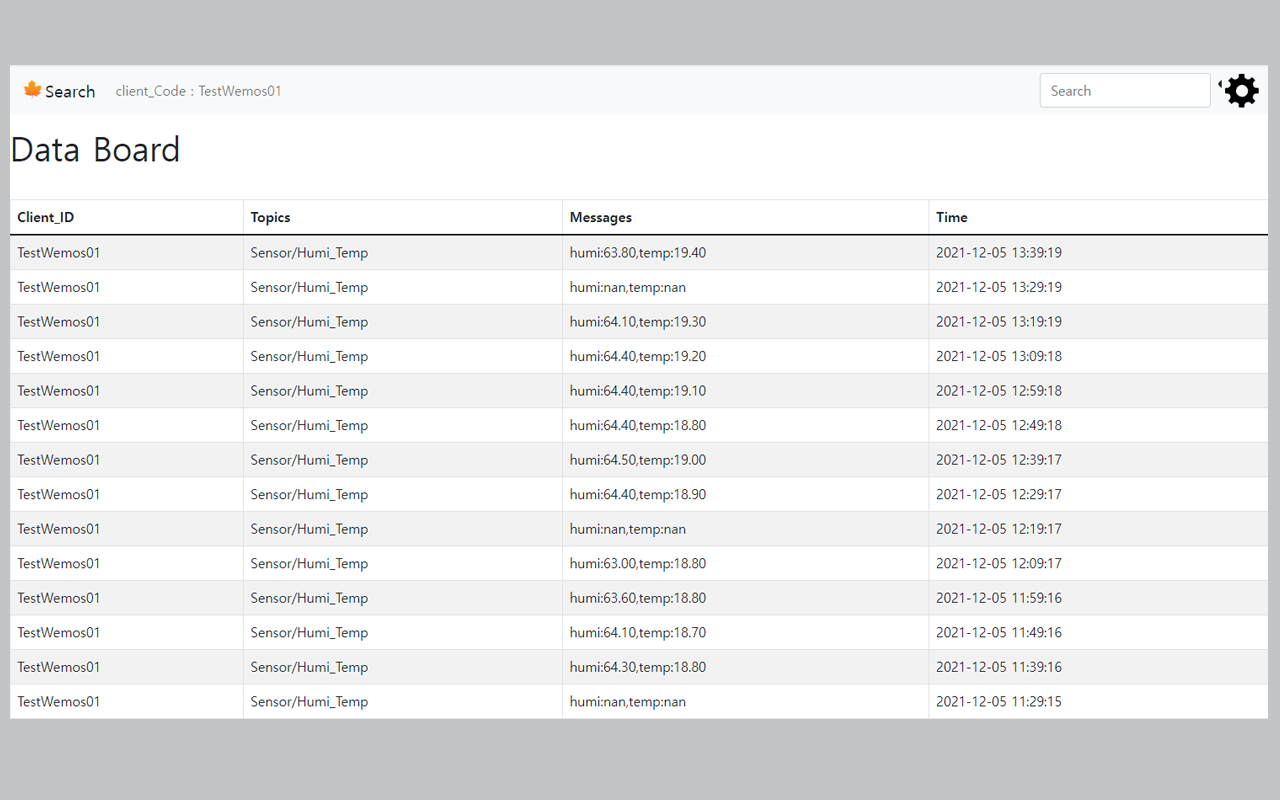 Search client_Code : TestWemos01 Search
Data Board
Client_ID Topics Messages Time
TestWemos01 Sensor/Humi_Temp humi:63.80,temp:19.40 2021-12-05 13:39:19
TestWemos01 Sensor/Humi_Temp humi:nan,temp:nan 2021-12-05 13:29:19
TestWemos01 Sensor/Humi_Temp humi:64.10,temp:19.30 2021-12-05 13:19:19
TestWemos01 Sensor/Humi_Temp humi:64.40,temp:19.20 2021-12-05 13:09:18
TestWemos01 Sensor/Humi_Temp humi:64.40,temp:19.10 2021-12-05 12:59:18
TestWemos01 Sensor/Humi_Temp humi:64.40,temp:18.80 2021-12-05 12:49:18
TestWemos01 Sensor/Humi_Temp humi:64.50,temp:19.00 2021-12-05 12:39:17
TestWemos01 Sensor/Humi_Temp humi:64.40,temp:18.90 2021-12-05 12:29:17
TestWemos01 Sensor/Humi_Temp humi:nan,temp:nan 2021-12-05 12:19:17
TestWemos01 Sensor/Humi_Temp humi:63.00,temp:18.80 2021-12-05 12:09:17
TestWemos01 Sensor/Humi_Temp humi:63.60,temp:18.80 2021-12-05 11:59:16
TestWemos01 Sensor/Humi_Temp humi:64.10,temp:18.70 2021-12-05 11:49:16
TestWemos01 Sensor/Humi_Temp humi:64.30,temp:18.80 2021-12-05 11:39:16
TestWemos01 Sensor/Humi_Temp humi:nan,temp:nan 2021-12-05 11:29:15